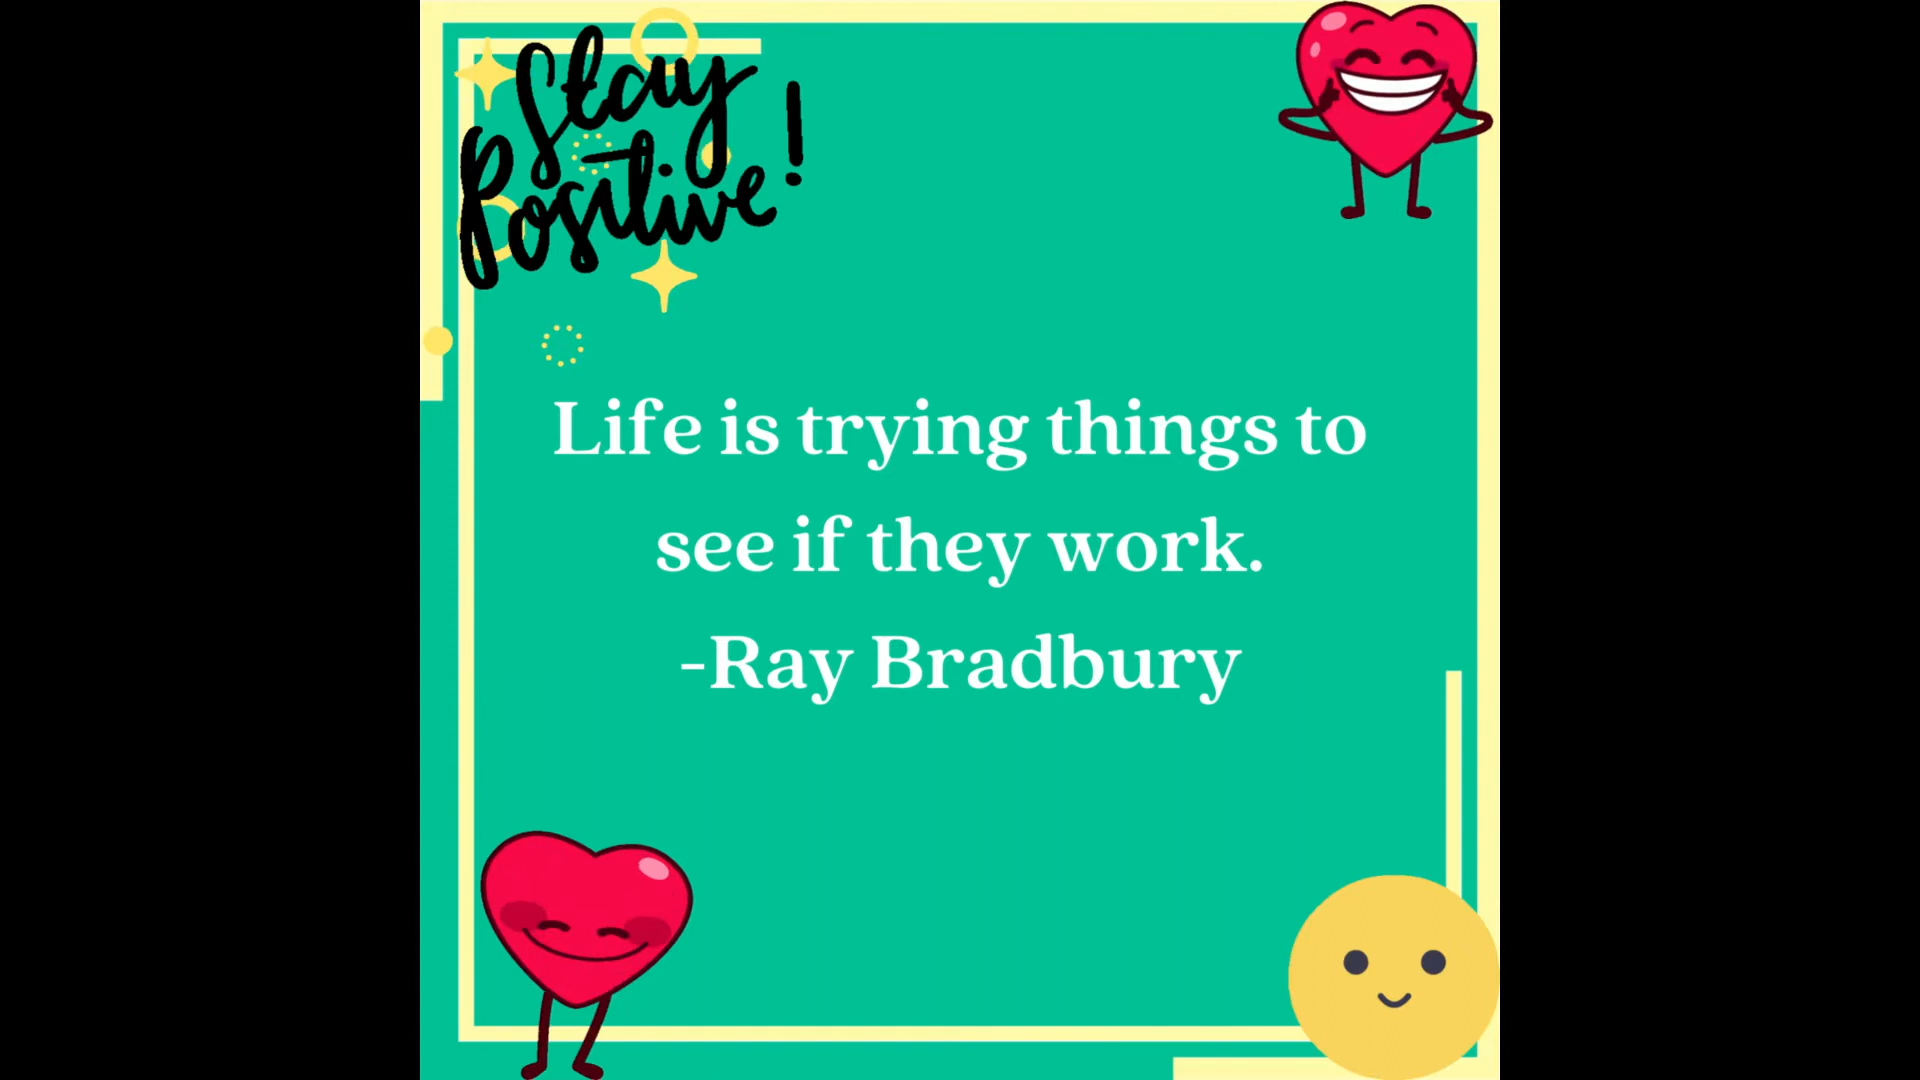 Stay
Positive!
Life is trying things to
see if they work.
-Ray Bradbury